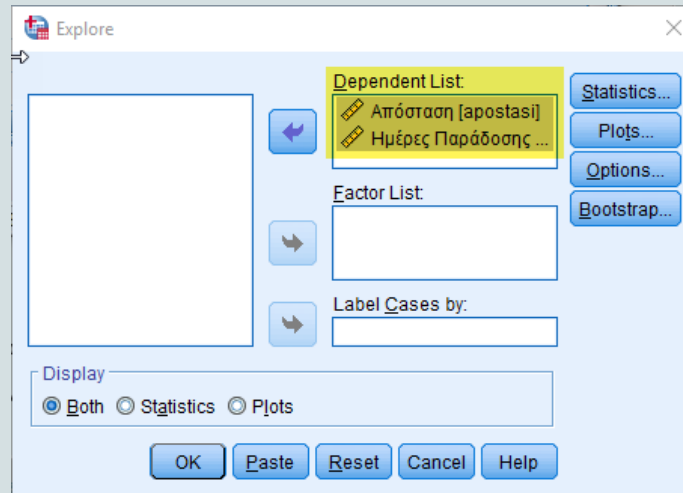 Explore
Dependent List:
Απόσταση [apostasi]
Ημέρες Παράδοσης ...
Statistics...
Plots...
Options...
Bootstrap...
Factor List:
Label Cases by:
Display
Both Statistics Plots
OK Paste Reset Cancel Help